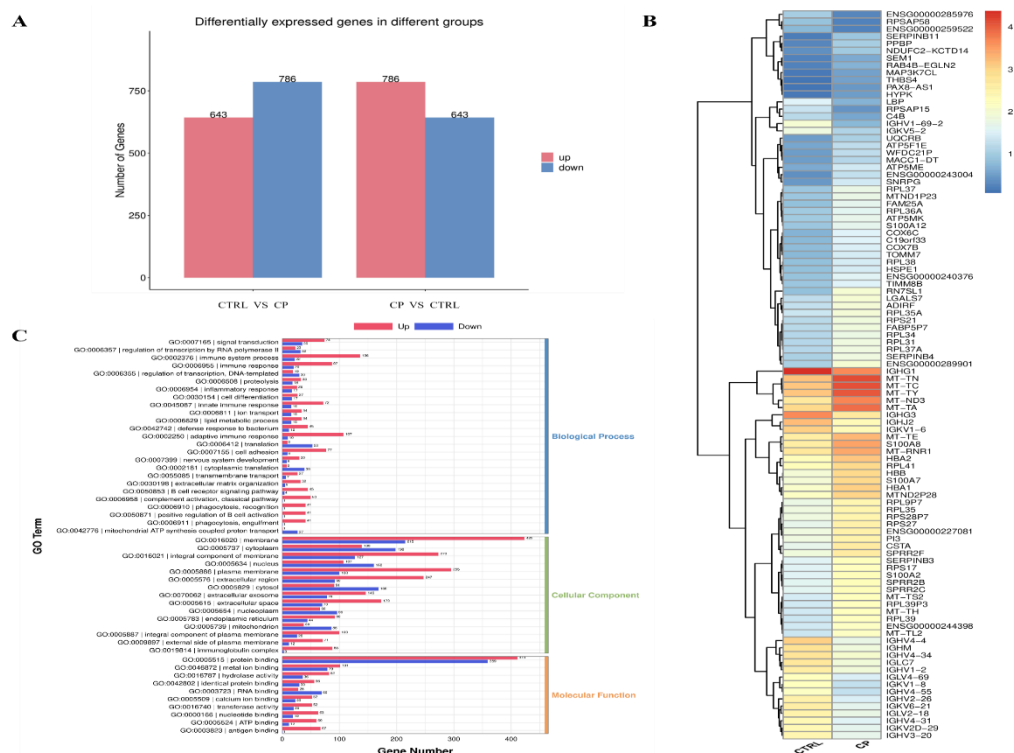 A
Differentially expressed genes in different groups
Number of Genes
750
500
250
0
643
786
786
643
CTRL VS CP
CP VS CTRL
up
down
B
4
3
2
1
ENSG00000285976
RPSAP58
ENSG00000259522
SERPINB11
PPBP
NDUFC2-KCTD14
SEM1
RAB4B-EGLN2
MAP3K7CL
THBS4
PAX8-AS1
HYPK
LBP
RPSAP15
C4B
IGHV1-69-2
IGKV5-2
UQCRB
ATP5F1E
WFDC21P
MACC1-DT
ATP5ME
ENSG00000243004
SNRPG
RPL37
MTND1P23
FAM25A
RPL36A
ATP5MK
S100A12
COX6C
C19orf33
COX7B
TOMM7
RPL38
HSPE1
ENSG00000240376
TIMM8B
RN7SL1
LGALS7
ADIRF
RPL35A
RPS21
FABP5P7
RPL34
RPL31
RPL37A
SERPINB4
ENSG00000289901
IGHG1
MT-TN
MT-TC
MT-TY
MT-ND3
MT-TA
IGHG3
IGHJ2
IGKV1-6
MT-TE
S100A8
MT-RNR1
HBA2
RPL41
HBB
S100A7
HBA1
MTND2P28
RPL9P7
RPL35
RPS28P7
RPS27
ENSG00000227081
PI3
CSTA
SPRR2F
SERPINB3
RPS17
S100A2
SPRR2B
SPRR2C
MT-TS2
RPL39P3
MT-TH
RPL39
ENSG00000244398
MT-TL2
IGHV4-4
IGHM
IGHV4-34
IGLC7
IGHV1-2
IGLV4-69
IGKV1-8
IGHV4-55
IGHV2-26
IGKV6-21
IGLV2-18
IGHV4-31
IGKV2D-29
IGHV3-20
CTRL
CP
C
Up
Down
GO Term
GO:0007165 | signal transduction
GO:0006357 | regulation of transcription by RNA polymerase II
GO:0002376 | immune system process
GO:0006955 | immune response
GO:0006355 | regulation of transcription, DNA-templated
GO:0006508 | proteolysis
GO:0006954 | inflammatory response
GO:0030154 | cell differentiation
GO:0045087 | innate immune response
GO:0006811 | ion transport
GO:0006629 | lipid metabolic process
GO:0042742 | defense response to bacterium
GO:0002250 | adaptive immune response
GO:0006412 | translation
GO:0007155 | cell adhesion
GO:0007399 | nervous system development
GO:0002181 | cytoplasmic translation
GO:0055085 | transmembrane transport
GO:0030198 | extracellular matrix organization
GO:0050853 | B cell receptor signaling pathway
GO:0006958 | complement activation, classical pathway
GO:0006910 | phagocytosis, recognition
GO:0050871 | positive regulation of B cell activation
GO:0006911 | phagocytosis, engulfment
GO:0042776 | mitochondrial ATP synthesis coupled proton transport
Biological Process
GO:0016020 | membrane
GO:0005737 | cytoplasm
GO:0016021 | integral component of membrane
GO:0005634 | nucleus
GO:0005886 | plasma membrane
GO:0005576 | extracellular region
GO:0005829 | cytosol
GO:0070062 | extracellular exosome
GO:0005615 | extracellular space
GO:0005654 | nucleoplasm
GO:0005783 | endoplasmic reticulum
GO:0005739 | mitochondrion
GO:0005887 | integral component of plasma membrane
GO:0009897 | external side of plasma membrane
GO:0019814 | immunoglobulin complex
Cellular Component
GO:0005515 | protein binding
GO:0046872 | metal ion binding
GO:0016787 | hydrolase activity
GO:0042802 | identical protein binding
GO:0003723 | RNA binding
GO:0005509 | calcium ion binding
GO:0016740 | transferase activity
GO:0000166 | nucleotide binding
GO:0005524 | ATP binding
GO:0003823 | antigen binding
Molecular Function
0
100
200
300
400
Gene Number